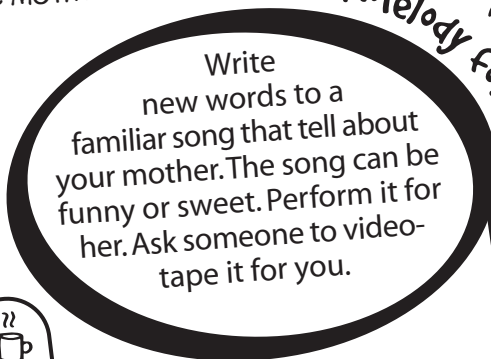 Melody
Write
new words to a
familiar song that tell about
your mother. The song can be
funny or sweet. Perform it for
her. Ask someone to video-
tape it for you.